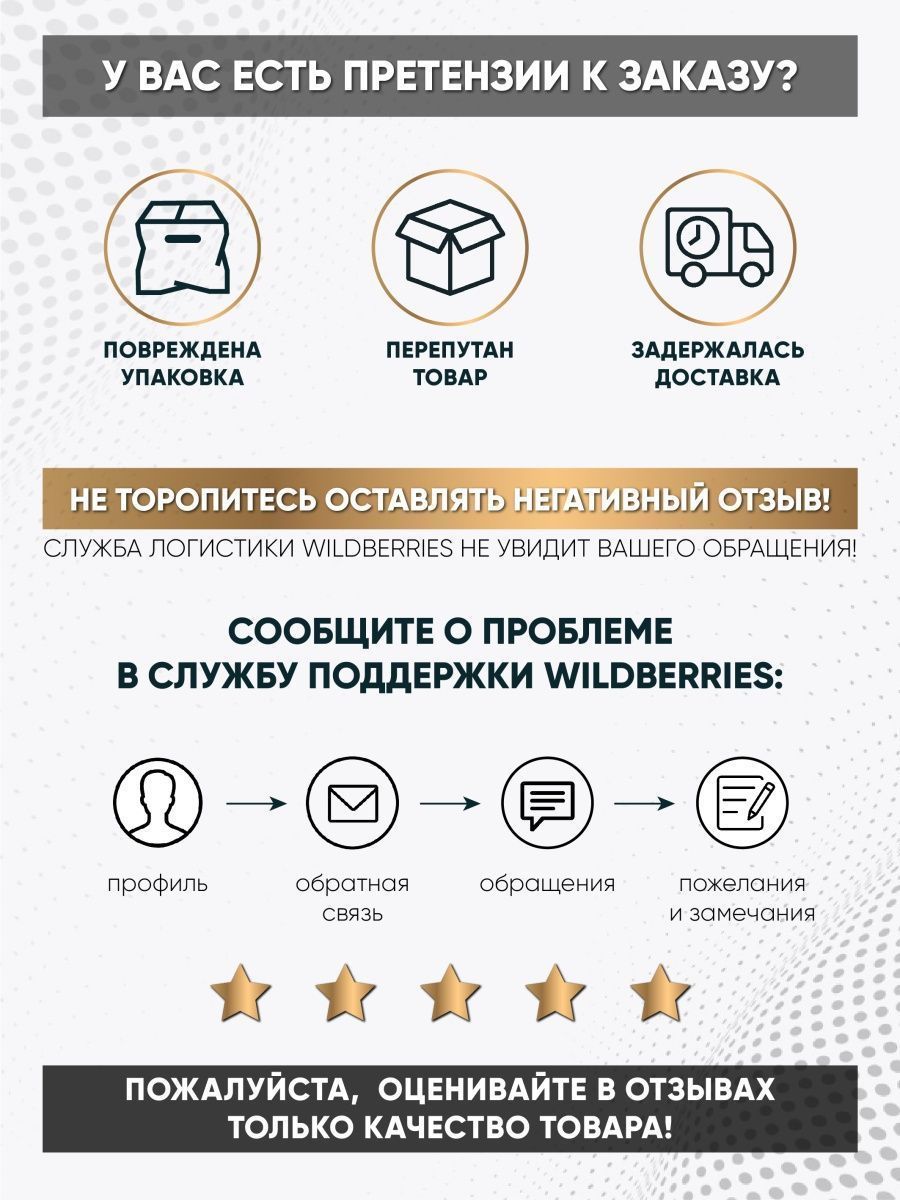 У ВАС ЕСТЬ ПРЕТЕНЗИИ К ЗАКАЗУ?
ПОВРЕЖДЕНА
УПАКОВКА
ПЕРЕПУТАН
ТОВАР
ЗАДЕРЖАЛАСЬ
ДОСТАВКА
НЕ ТОРОПИТЕСЬ ОСТАВЛЯТЬ НЕГАТИВНЫЙ ОТЗЫВ!
СЛУЖБА ЛОГИСТИКИ WILDBERRIES НЕ УВИДИТ ВАШЕГО ОБРАЩЕНИЯ!
СООБЩИТЕ О ПРОБЛЕМЕ
В СЛУЖБУ ПОДДЕРЖКИ WILDBERRIES:
профиль
обратная
связь
обращения
пожелания
и замечания
ПОЖАЛУЙСТА, ОЦЕНИВАЙТЕ В ОТЗЫВАХ
ТОЛЬКО КАЧЕСТВО ТОВАРА!